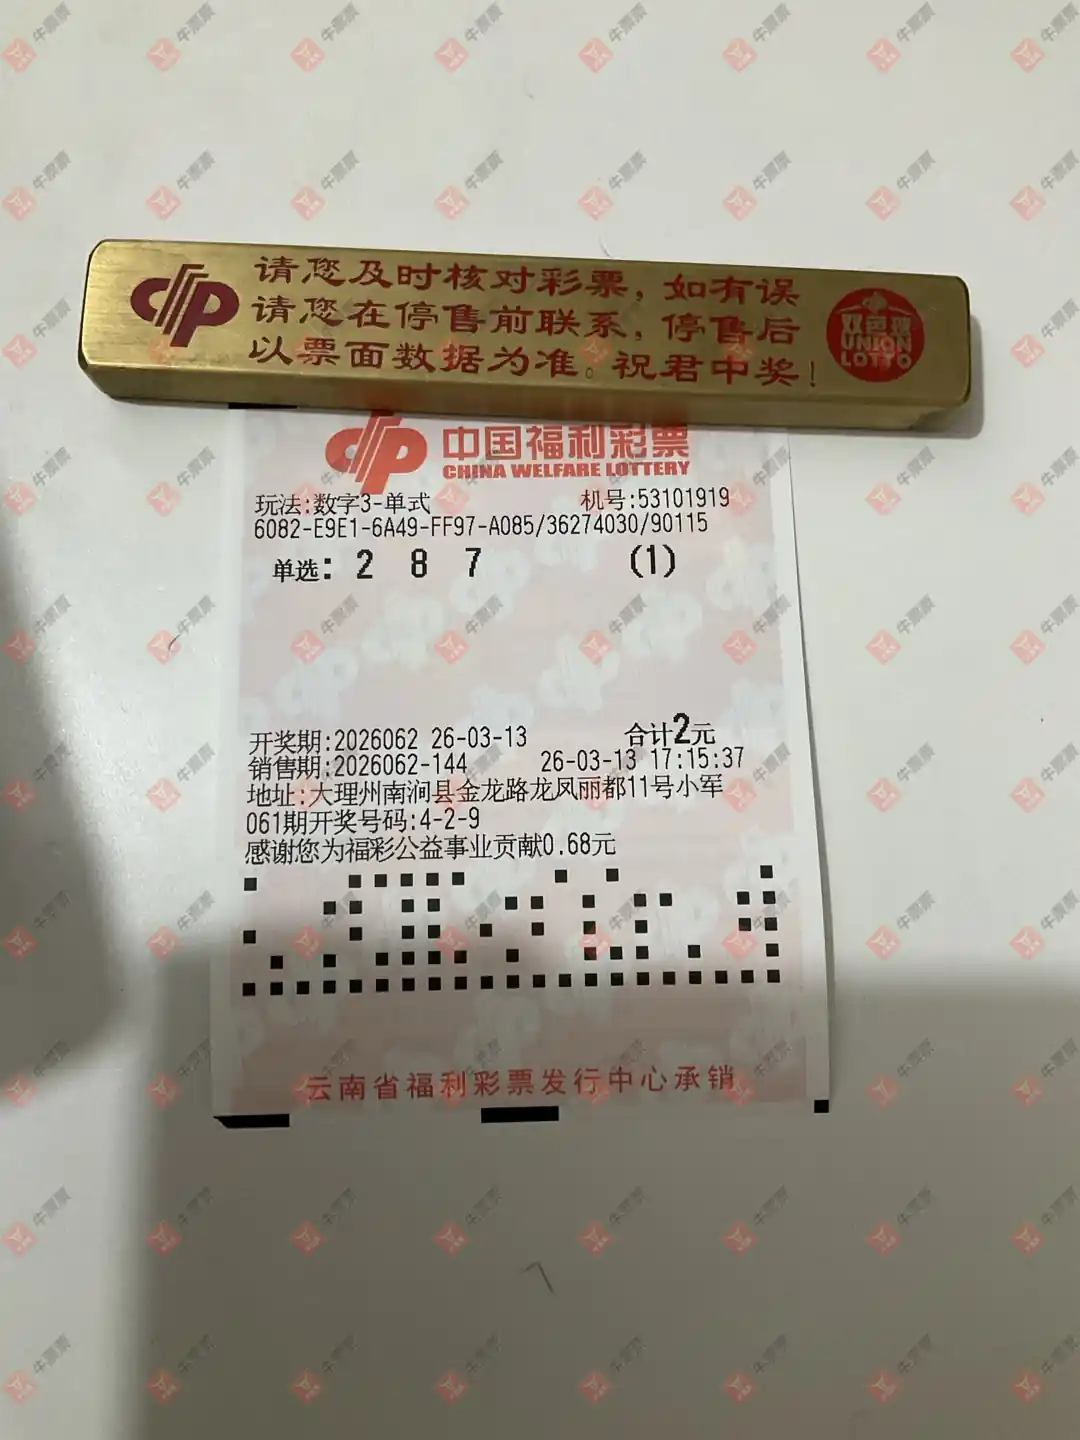 请您及时核对彩票，如有误
请您在停售前联系，停售后
以票面数据为准。祝君中奖！
双色球
UNION
LOTTO
中国福利彩票
CHINA WELFARE LOTTERY
玩法:数字3-单式 机号:53101919
6082-E9E1-6A49-FF97-A085/36274030/90115
单选: 2 8 7 (1)
开奖期:2026062 26-03-13 合计2元
销售期:2026062-144 26-03-13 17:15:37
地址:大理州南涧县金龙路龙凤丽都11号小军
061期开奖号码:4-2-9
感谢您为福彩公益事业贡献0.68元
云南省福利彩票发行中心承销
牛票票